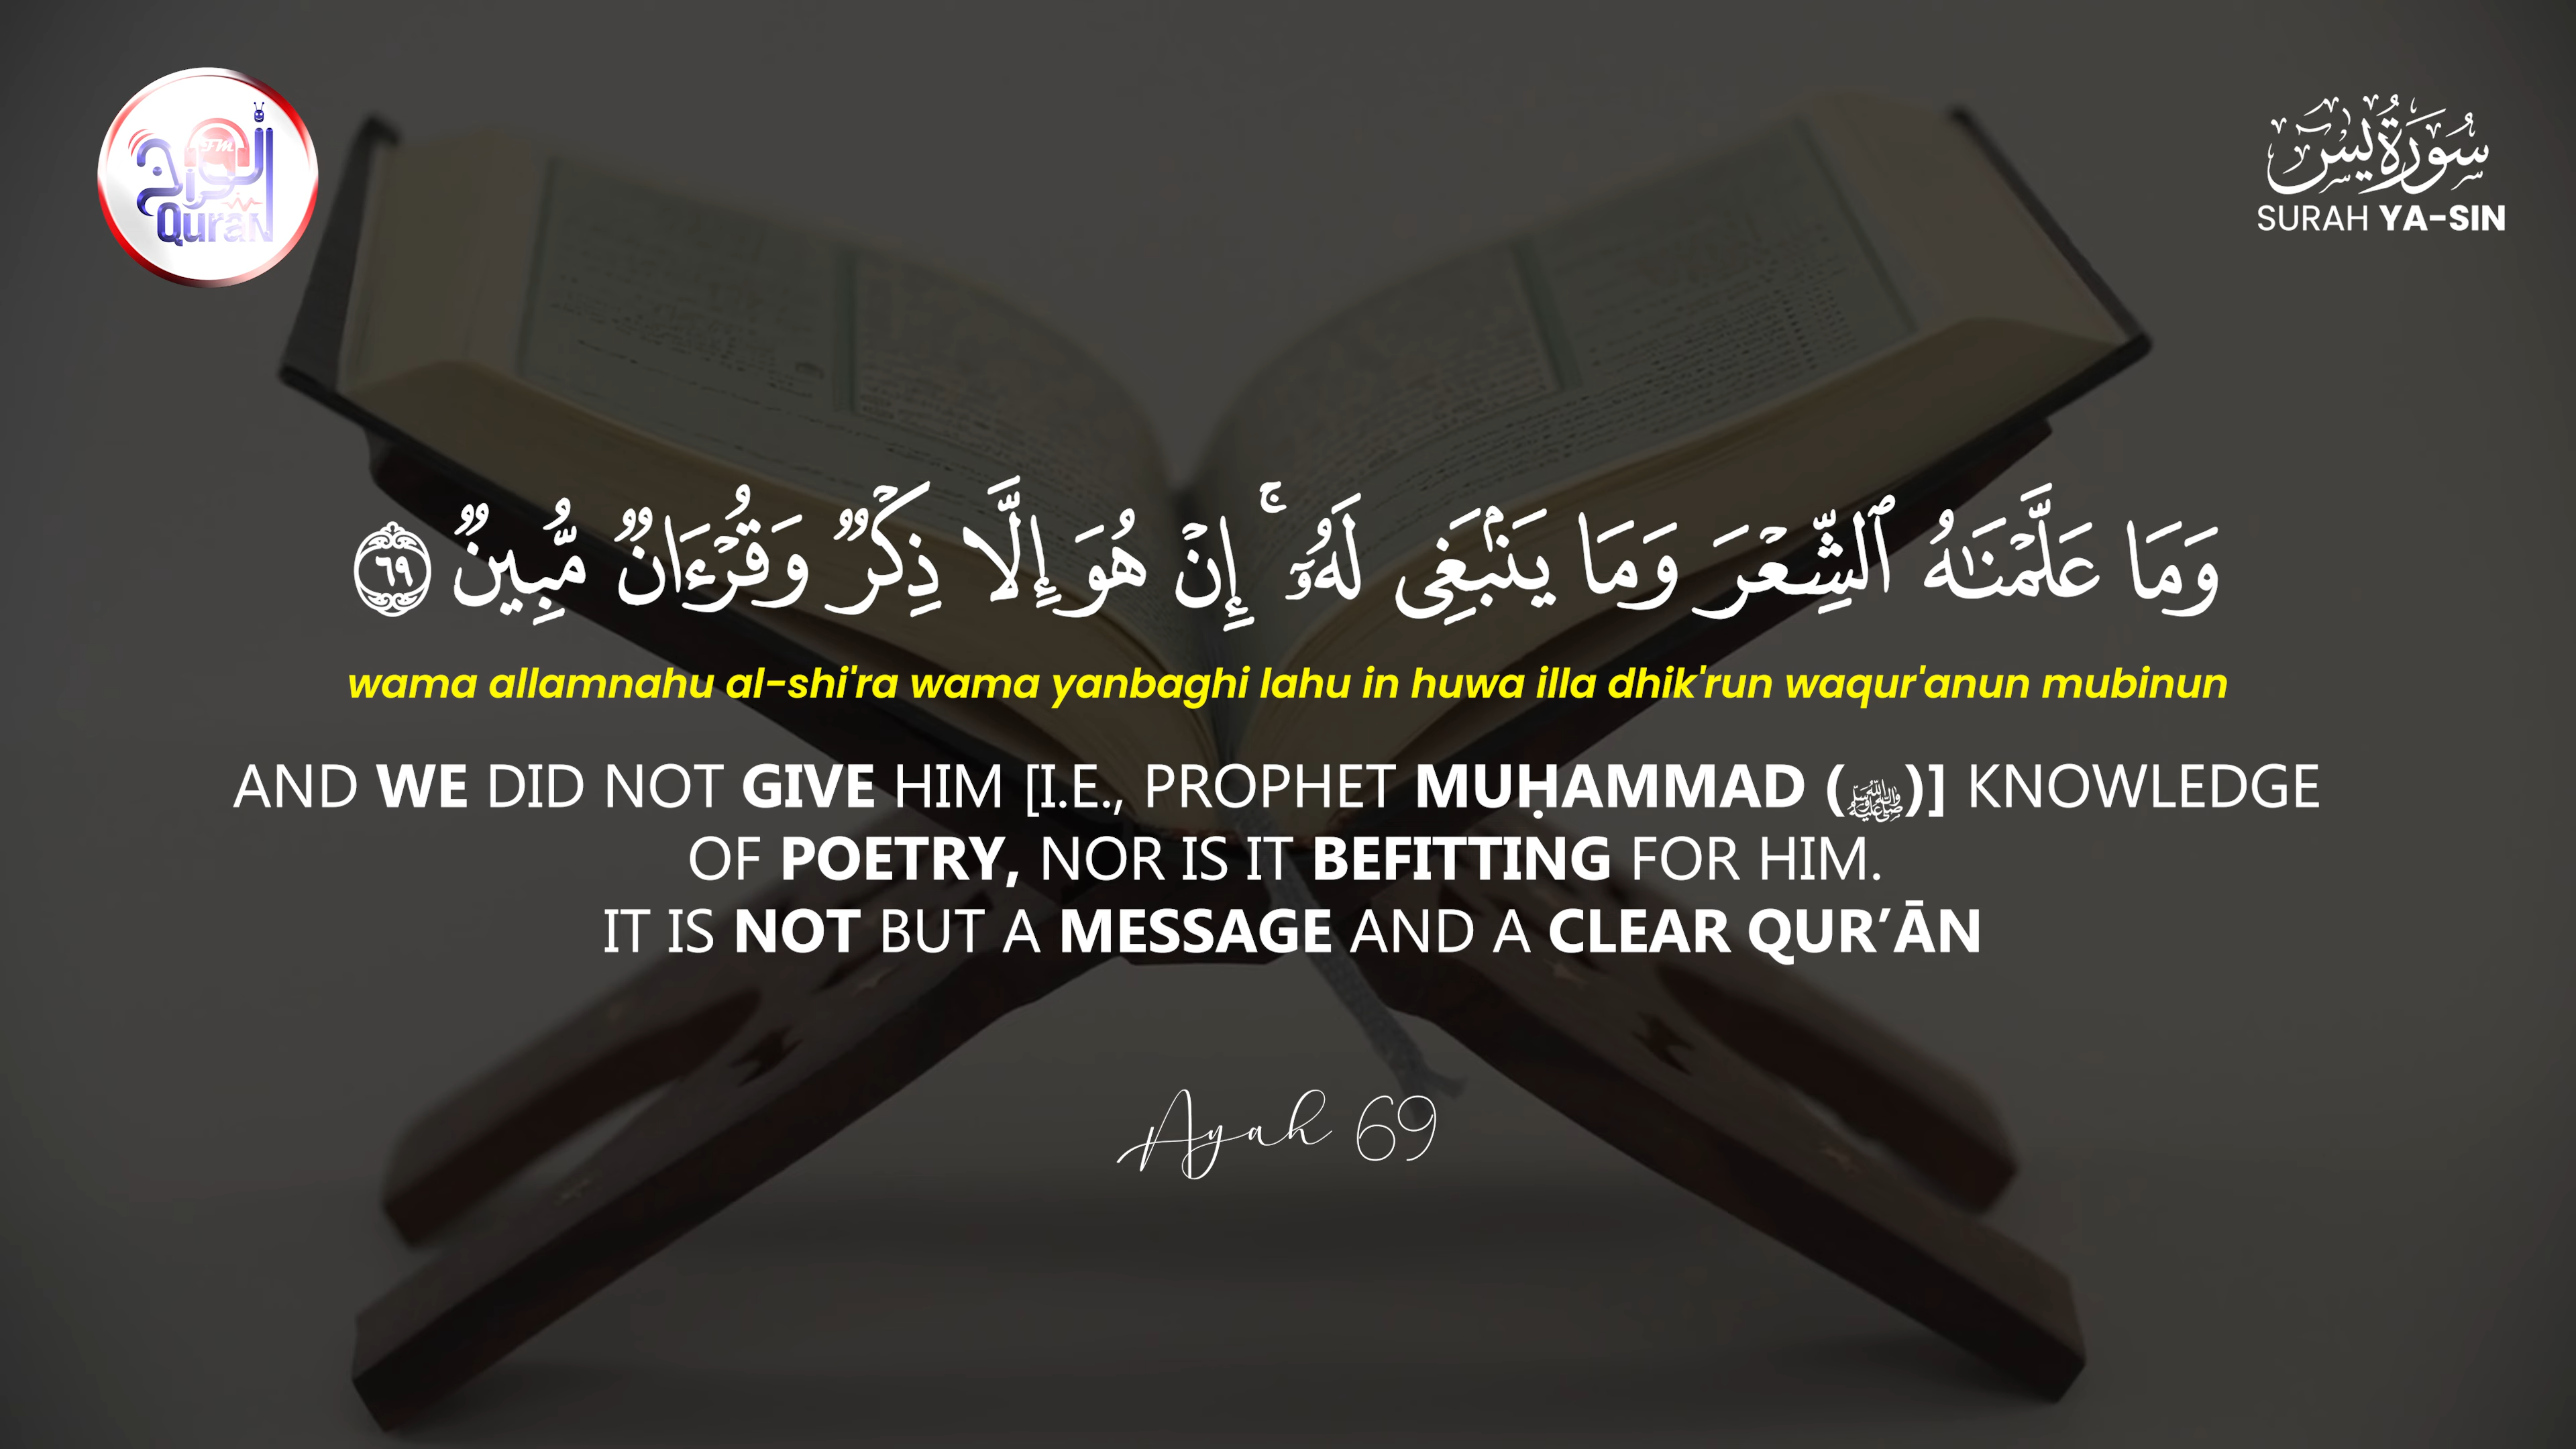 FM
Quran
سُورَةُ يسٓ
SURAH YA-SIN
وَمَا عَلَّمْنَٰهُ ٱلشِّعْرَ وَمَا يَنۢبَغِى لَهُۥٓ ۚ إِنْ هُوَ إِلَّا ذِكْرٌ وَقُرْءَانٌ مُّبِينٌ ٦٩
wama allamnahu al-shi'ra wama yanbaghi lahu in huwa illa dhik'run waqur'anun mubinun
AND WE DID NOT GIVE HIM [I.E., PROPHET MUḤAMMAD (ﷺ)] KNOWLEDGE
OF POETRY, NOR IS IT BEFITTING FOR HIM.
IT IS NOT BUT A MESSAGE AND A CLEAR QUR’ĀN
Ayah 69